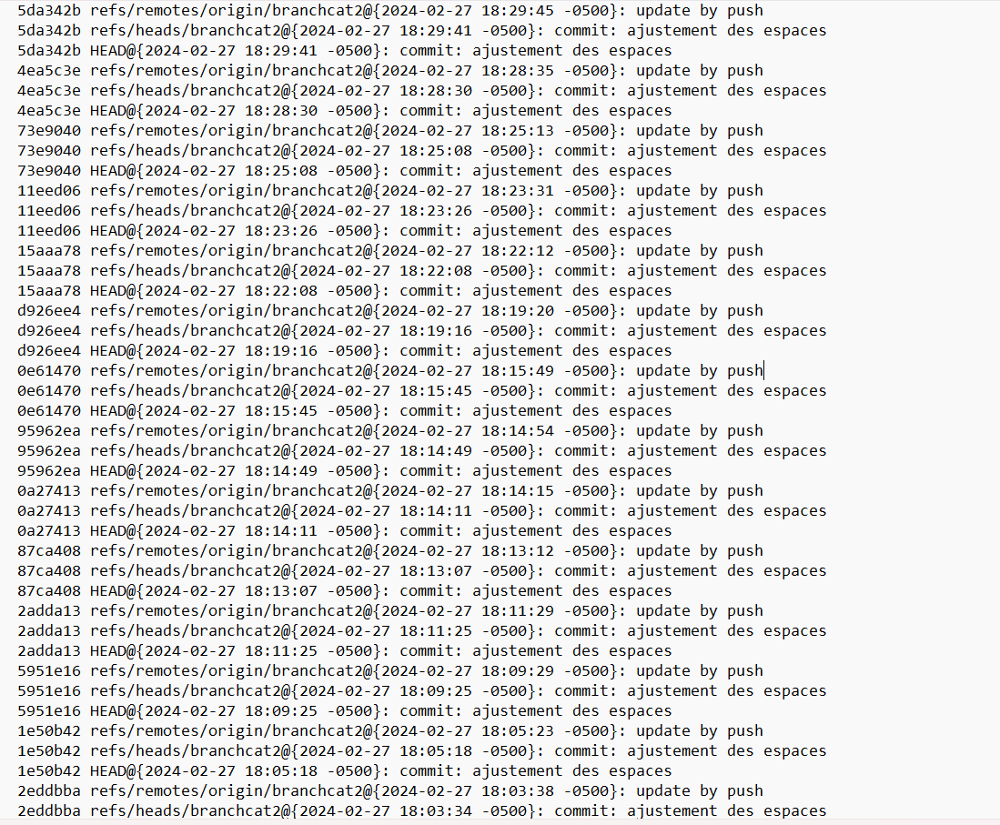 5da342b refs/remotes/origin/branchcat2@{2024-02-27 18:29:45 -0500}: update by push
5da342b refs/heads/branchcat2@{2024-02-27 18:29:41 -0500}: commit: ajustement des espaces
5da342b HEAD@{2024-02-27 18:29:41 -0500}: commit: ajustement des espaces
4ea5c3e refs/remotes/origin/branchcat2@{2024-02-27 18:28:35 -0500}: update by push
4ea5c3e refs/heads/branchcat2@{2024-02-27 18:28:30 -0500}: commit: ajustement des espaces
4ea5c3e HEAD@{2024-02-27 18:28:30 -0500}: commit: ajustement des espaces
73e9040 refs/remotes/origin/branchcat2@{2024-02-27 18:25:13 -0500}: update by push
73e9040 refs/heads/branchcat2@{2024-02-27 18:25:08 -0500}: commit: ajustement des espaces
73e9040 HEAD@{2024-02-27 18:25:08 -0500}: commit: ajustement des espaces
11eed06 refs/remotes/origin/branchcat2@{2024-02-27 18:23:31 -0500}: update by push
11eed06 refs/heads/branchcat2@{2024-02-27 18:23:26 -0500}: commit: ajustement des espaces
11eed06 HEAD@{2024-02-27 18:23:26 -0500}: commit: ajustement des espaces
15aaa78 refs/remotes/origin/branchcat2@{2024-02-27 18:22:12 -0500}: update by push
15aaa78 refs/heads/branchcat2@{2024-02-27 18:22:08 -0500}: commit: ajustement des espaces
15aaa78 HEAD@{2024-02-27 18:22:08 -0500}: commit: ajustement des espaces
d926ee4 refs/remotes/origin/branchcat2@{2024-02-27 18:19:20 -0500}: update by push
d926ee4 refs/heads/branchcat2@{2024-02-27 18:19:16 -0500}: commit: ajustement des espaces
d926ee4 HEAD@{2024-02-27 18:19:16 -0500}: commit: ajustement des espaces
0e61470 refs/remotes/origin/branchcat2@{2024-02-27 18:15:49 -0500}: update by push
0e61470 refs/heads/branchcat2@{2024-02-27 18:15:45 -0500}: commit: ajustement des espaces
0e61470 HEAD@{2024-02-27 18:15:45 -0500}: commit: ajustement des espaces
95962ea refs/remotes/origin/branchcat2@{2024-02-27 18:14:54 -0500}: update by push
95962ea refs/heads/branchcat2@{2024-02-27 18:14:49 -0500}: commit: ajustement des espaces
95962ea HEAD@{2024-02-27 18:14:49 -0500}: commit: ajustement des espaces
0a27413 refs/remotes/origin/branchcat2@{2024-02-27 18:14:15 -0500}: update by push
0a27413 refs/heads/branchcat2@{2024-02-27 18:14:11 -0500}: commit: ajustement des espaces
0a27413 HEAD@{2024-02-27 18:14:11 -0500}: commit: ajustement des espaces
87ca408 refs/remotes/origin/branchcat2@{2024-02-27 18:13:12 -0500}: update by push
87ca408 refs/heads/branchcat2@{2024-02-27 18:13:07 -0500}: commit: ajustement des espaces
87ca408 HEAD@{2024-02-27 18:13:07 -0500}: commit: ajustement des espaces
2adda13 refs/remotes/origin/branchcat2@{2024-02-27 18:11:29 -0500}: update by push
2adda13 refs/heads/branchcat2@{2024-02-27 18:11:25 -0500}: commit: ajustement des espaces
2adda13 HEAD@{2024-02-27 18:11:25 -0500}: commit: ajustement des espaces
5951e16 refs/remotes/origin/branchcat2@{2024-02-27 18:09:29 -0500}: update by push
5951e16 refs/heads/branchcat2@{2024-02-27 18:09:25 -0500}: commit: ajustement des espaces
5951e16 HEAD@{2024-02-27 18:09:25 -0500}: commit: ajustement des espaces
1e50b42 refs/remotes/origin/branchcat2@{2024-02-27 18:05:23 -0500}: update by push
1e50b42 refs/heads/branchcat2@{2024-02-27 18:05:18 -0500}: commit: ajustement des espaces
1e50b42 HEAD@{2024-02-27 18:05:18 -0500}: commit: ajustement des espaces
2eddbba refs/remotes/origin/branchcat2@{2024-02-27 18:03:38 -0500}: update by push
2eddbba refs/heads/branchcat2@{2024-02-27 18:03:34 -0500}: commit: ajustement des espaces